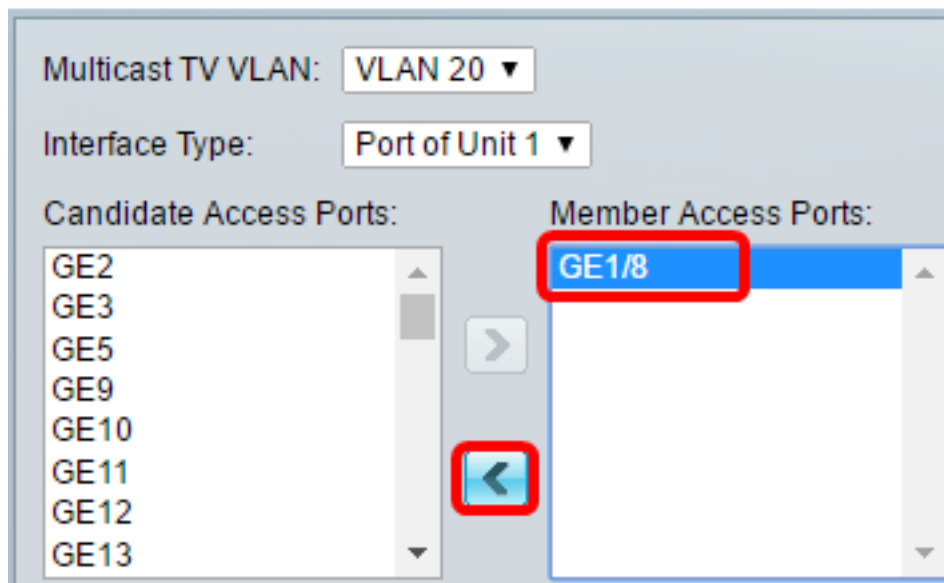 Multicast TV VLAN: VLAN 20
Interface Type: Port of Unit 1
Candidate Access Ports: Member Access Ports:
GE2 GE1/8
GE3
GE5
GE9
GE10
GE11
GE12
GE13